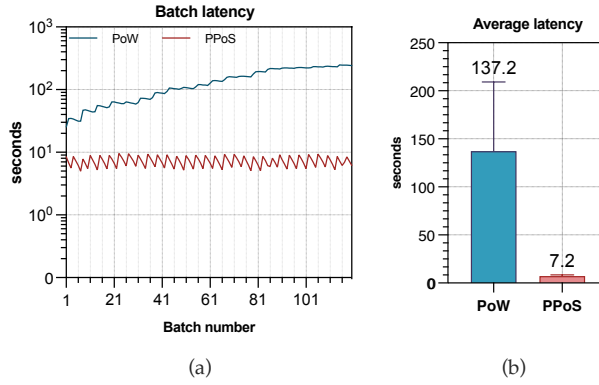 Batch latency
PoW PPoS
10³
10²
10¹
10⁰
0
seconds
1 21 41 61 81 101
Batch number
(a)
Average latency
250
200
150
100
50
0
seconds
137.2
7.2
PoW PPoS
(b)